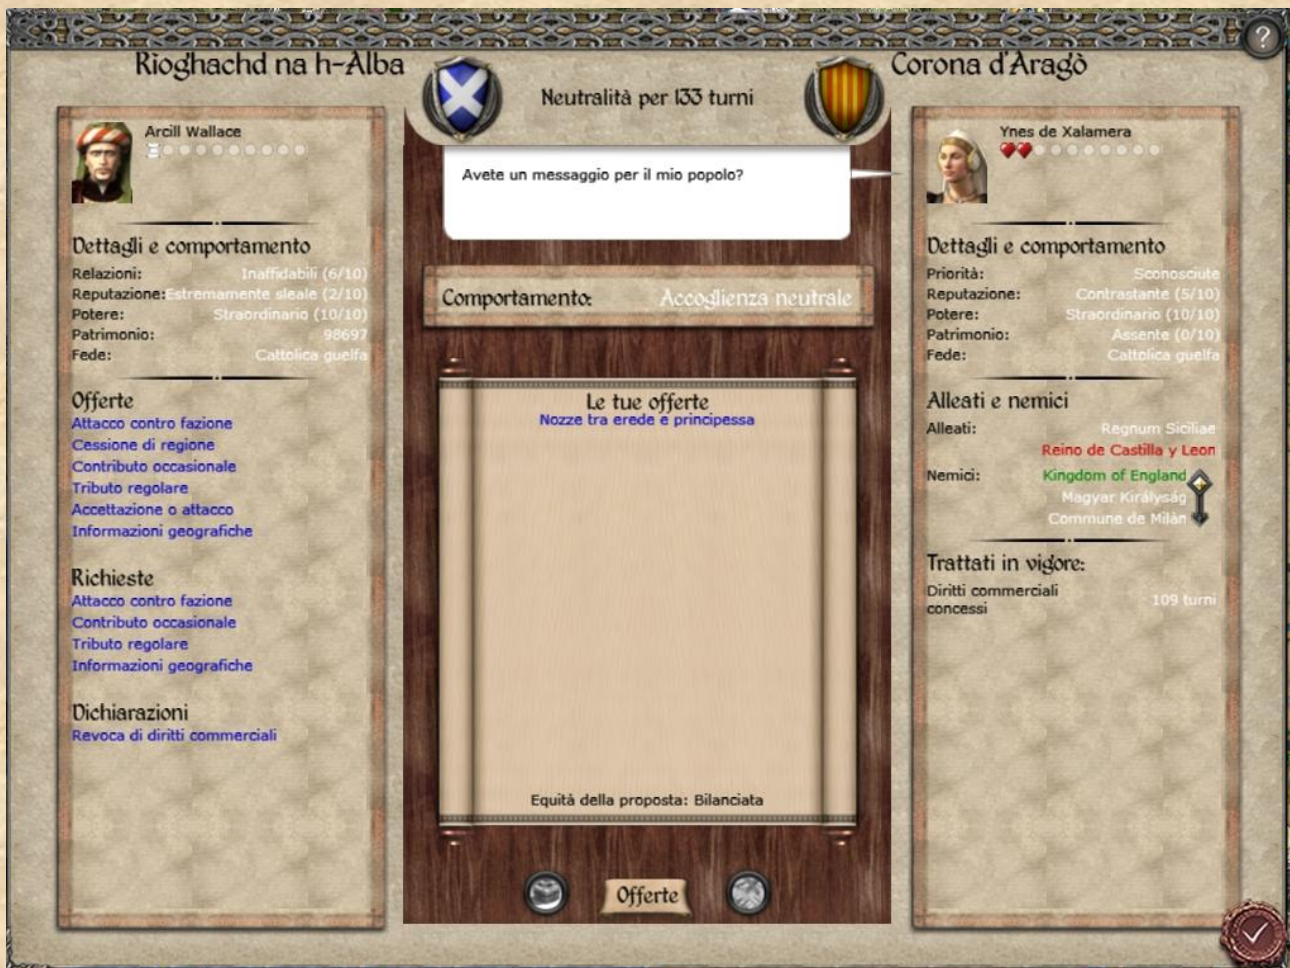 Rioghachd na h-Alba
Corona d'Aragò
?
Neutralità per 133 turni
Arcill Wallace
Avete un messaggio per il mio popolo?
Ynes de Xalamera
Dettagli e comportamento
Relazioni: Inaffidabili (6/10)
Reputazione: Estremamente sleale (2/10)
Potere: Straordinario (10/10)
Patrimonio: 98697
Fede: Cattolica guelfa
Offerte
Attacco contro fazione
Cessione di regione
Contributo occasionale
Tributo regolare
Accettazione o attacco
Informazioni geografiche
Richieste
Attacco contro fazione
Contributo occasionale
Tributo regolare
Informazioni geografiche
Dichiarazioni
Revoca di diritti commerciali
Comportamento: Accoglienza neutrale
Le tue offerte
Nozze tra erede e principessa
Equità della proposta: Bilanciata
Offerte
Dettagli e comportamento
Priorità: Sconosciute
Reputazione: Contrastante (5/10)
Potere: Straordinario (10/10)
Patrimonio: Assente (0/10)
Fede: Cattolica guelfa
Alleati e nemici
Alleati: Regnum Siciliae
Reino de Castilla y Leon
Nemici: Kingdom of England
Magyar Királyság
Commune de Milàn
Trattati in vigore:
Diritti commerciali
concessi
109 turni